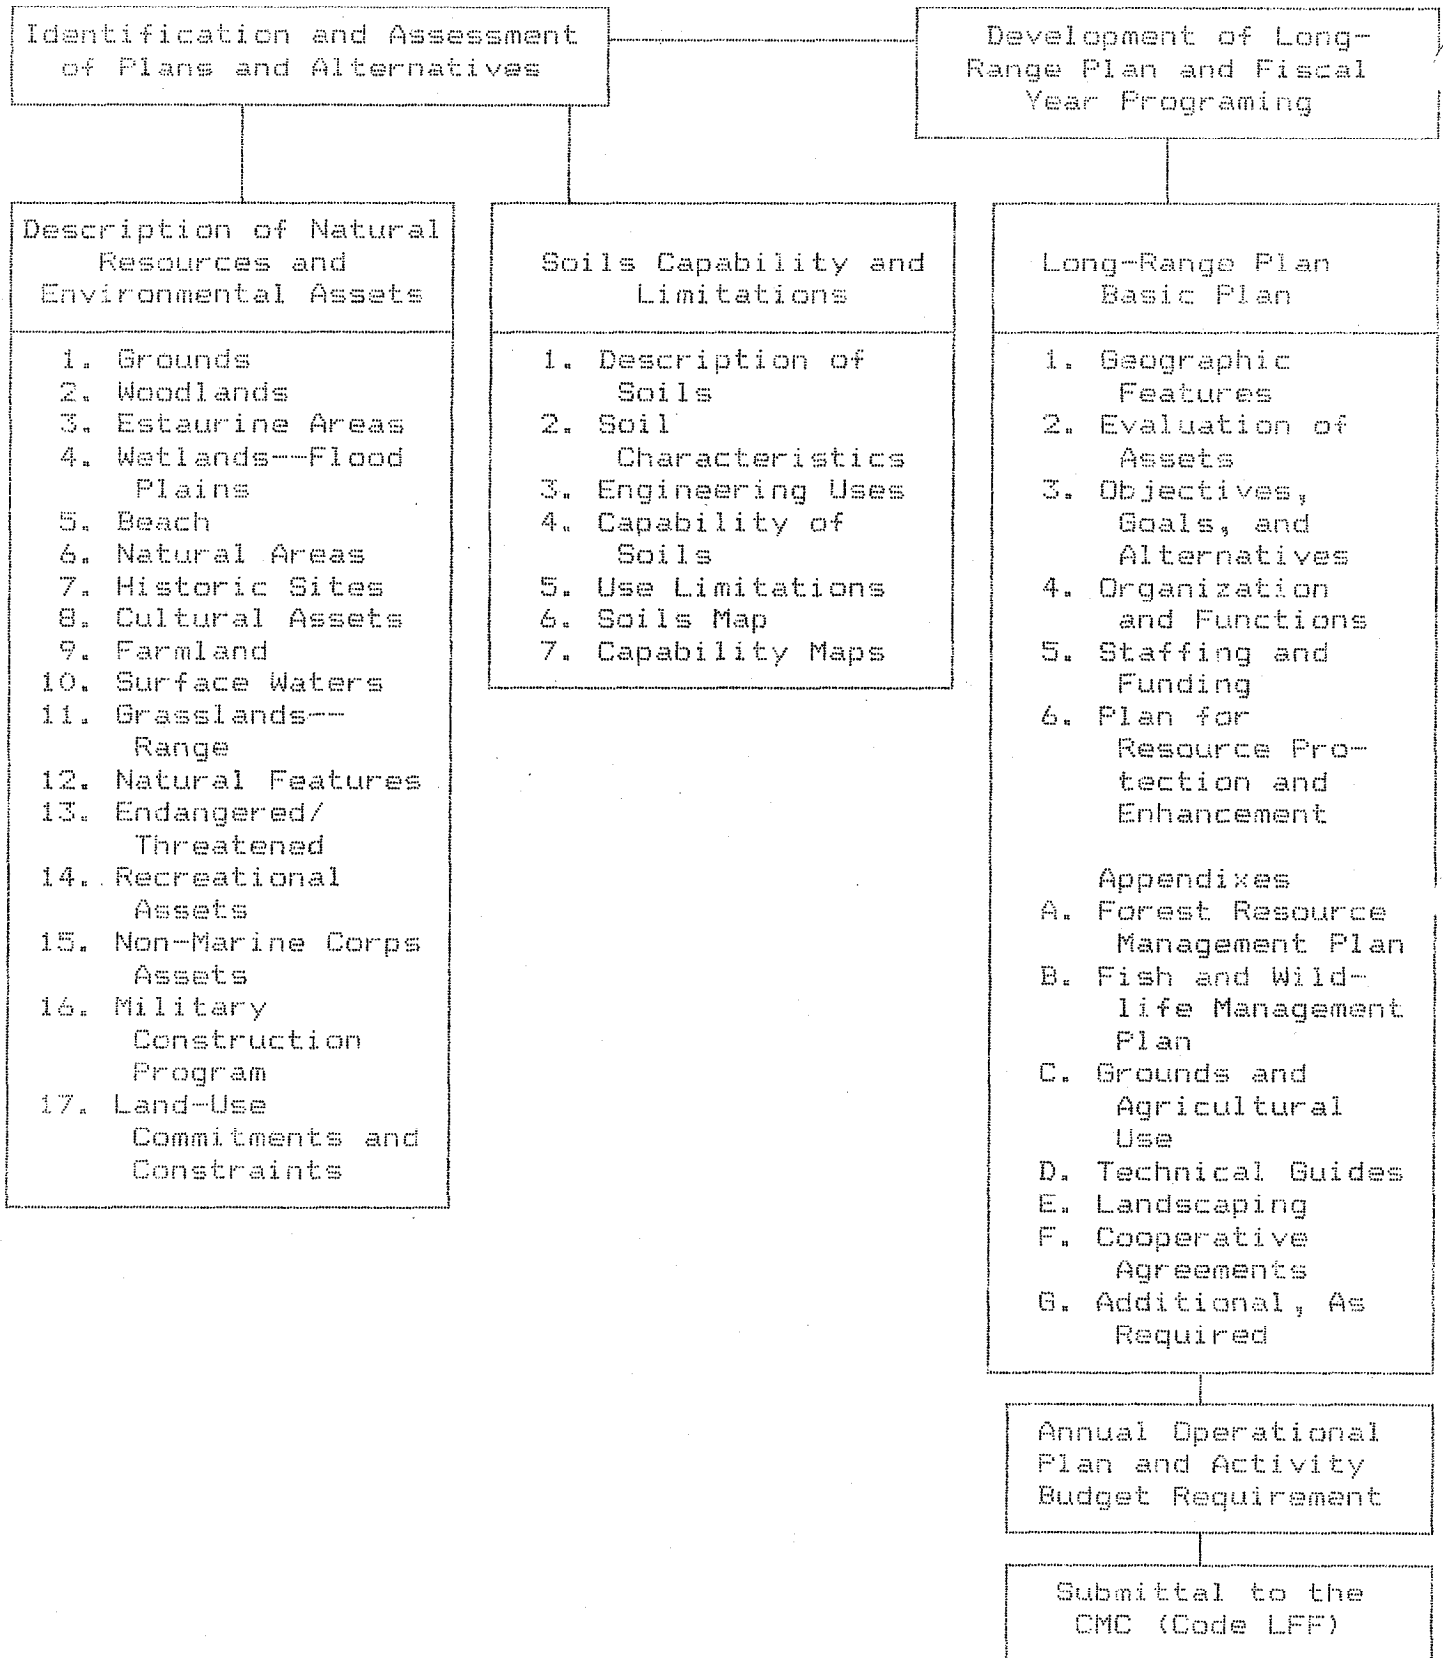 Identification and Assessment
of Plans and Alternatives
Development of Long-
Range Plan and Fiscal
Year Programing
Description of Natural
Resources and
Environmental Assets
1. Grounds
2. Woodlands
3. Estaurine Areas
4. Wetlands--Flood
Plains
5. Beach
6. Natural Areas
7. Historic Sites
8. Cultural Assets
9. Farmland
10. Surface Waters
11. Grasslands--
Range
12. Natural Features
13. Endangered/
Threatened
14. Recreational
Assets
15. Non-Marine Corps
Assets
16. Military
Construction
Program
17. Land-Use
Commitments and
Constraints
Soils Capability and
Limitations
1. Description of
Soils
2. Soil
Characteristics
3. Engineering Uses
4. Capability of
Soils
5. Use Limitations
6. Soils Map
7. Capability Maps
Long-Range Plan
Basic Plan
1. Geographic
Features
2. Evaluation of
Assets
3. Objectives,
Goals, and
Alternatives
4. Organization
and Functions
5. Staffing and
Funding
6. Plan for
Resource Pro-
tection and
Enhancement
Appendixes
A. Forest Resource
Management Plan
B. Fish and Wild-
life Management
Plan
C. Grounds and
Agricultural
Use
D. Technical Guides
E. Landscaping
F. Cooperative
Agreements
G. Additional, As
Required
Annual Operational
Plan and Activity
Budget Requirement
Submittal to the
CMC (Code LFF)